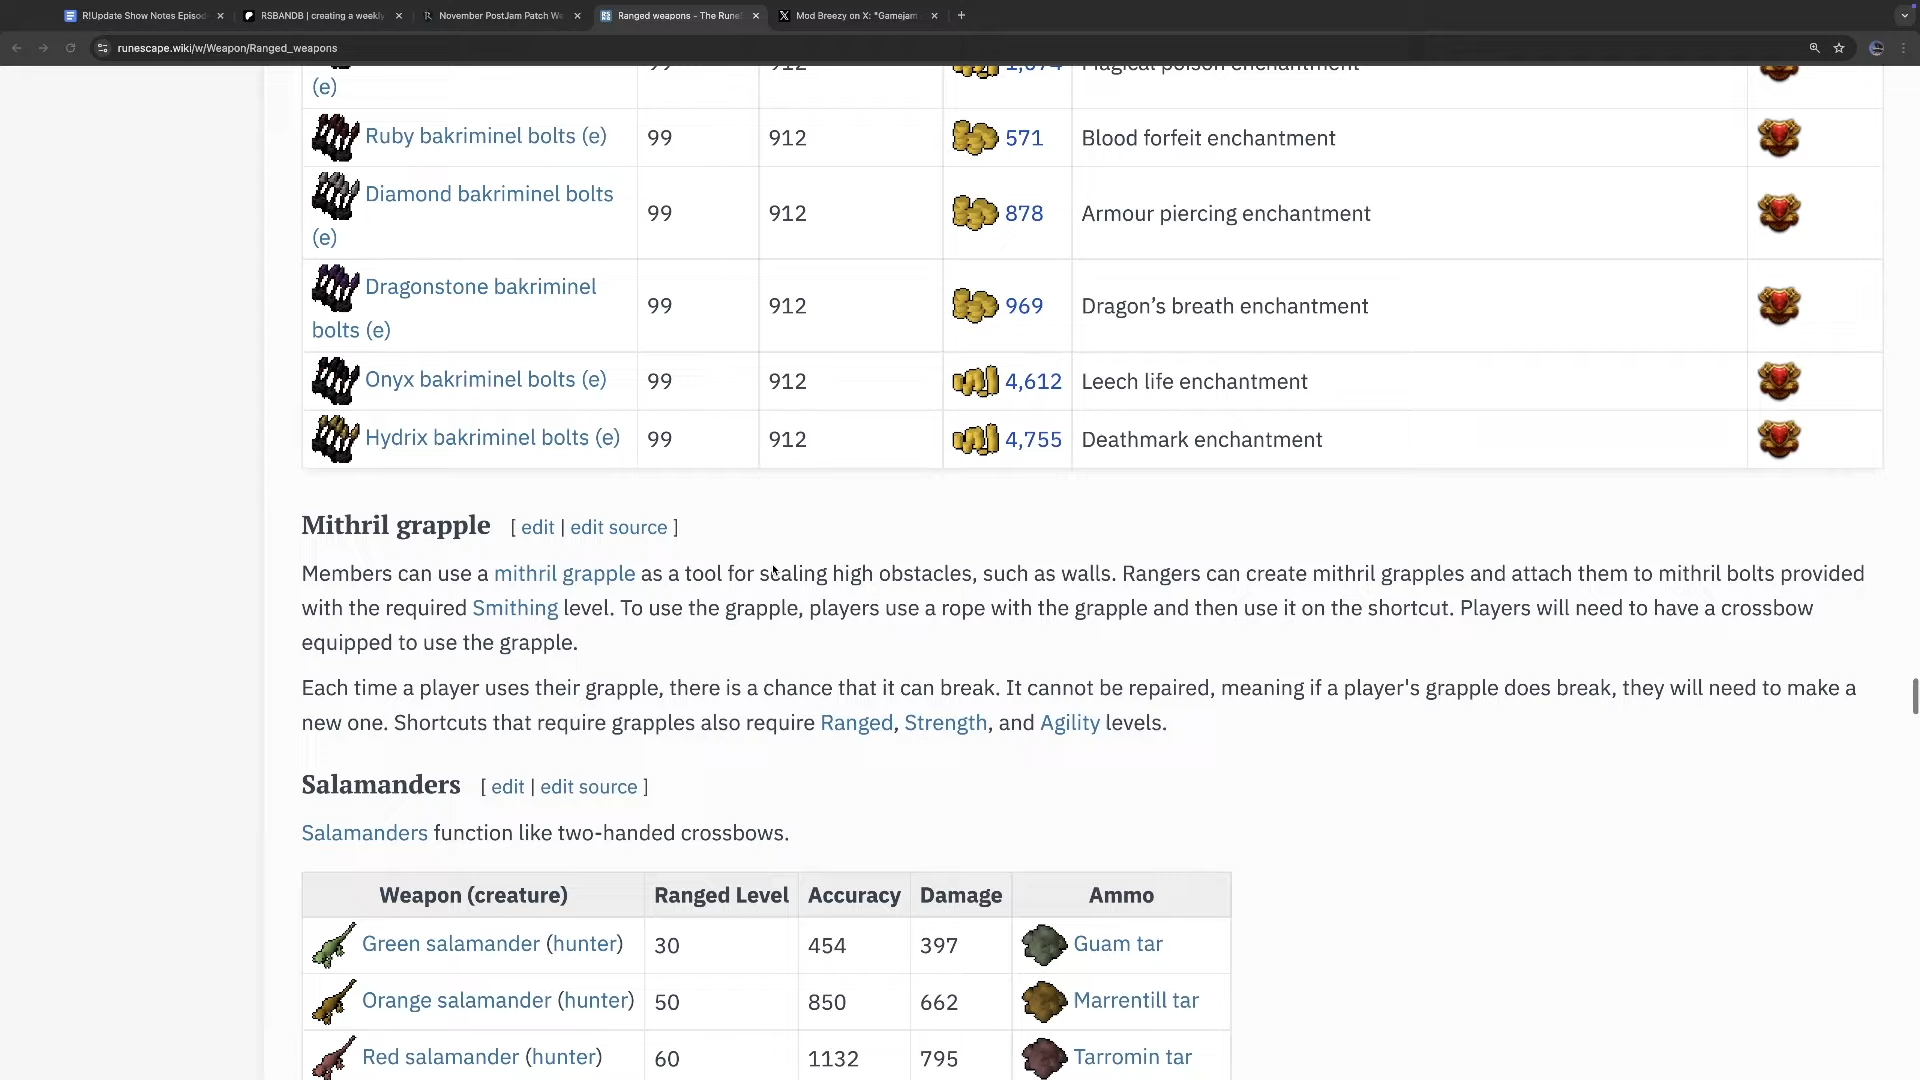 R!Update Show Notes Episod
RSBANDB | creating a weekly
November PostJam Patch We
Ranged weapons - The RuneS
Mod Breezy on X: "Gamejam
runescape.wiki/w/Weapon/Ranged_weapons
(e) 99 912 1,674 Magical poison enchantment
Ruby bakriminel bolts (e) 99 912 571 Blood forfeit enchantment
Diamond bakriminel bolts
(e) 99 912 878 Armour piercing enchantment
Dragonstone bakriminel
bolts (e) 99 912 969 Dragon’s breath enchantment
Onyx bakriminel bolts (e) 99 912 4,612 Leech life enchantment
Hydrix bakriminel bolts (e) 99 912 4,755 Deathmark enchantment
Mithril grapple [ edit | edit source ]
Members can use a mithril grapple as a tool for scaling high obstacles, such as walls. Rangers can create mithril grapples and attach them to mithril bolts provided
with the required Smithing level. To use the grapple, players use a rope with the grapple and then use it on the shortcut. Players will need to have a crossbow
equipped to use the grapple.
Each time a player uses their grapple, there is a chance that it can break. It cannot be repaired, meaning if a player's grapple does break, they will need to make a
new one. Shortcuts that require grapples also require Ranged, Strength, and Agility levels.
Salamanders [ edit | edit source ]
Salamanders function like two-handed crossbows.
Weapon (creature) Ranged Level Accuracy Damage Ammo
Green salamander (hunter) 30 454 397 Guam tar
Orange salamander (hunter) 50 850 662 Marrentill tar
Red salamander (hunter) 60 1132 795 Tarromin tar